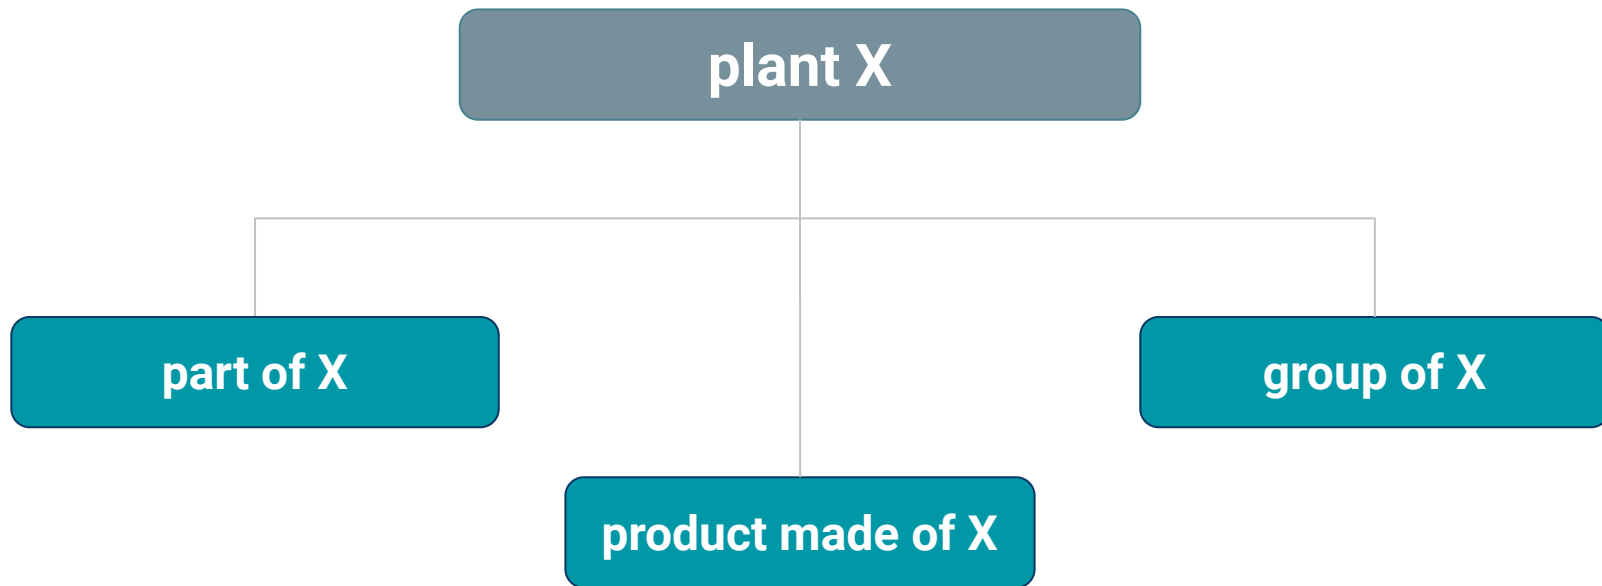 plant X
part of X
group of X
product made of X